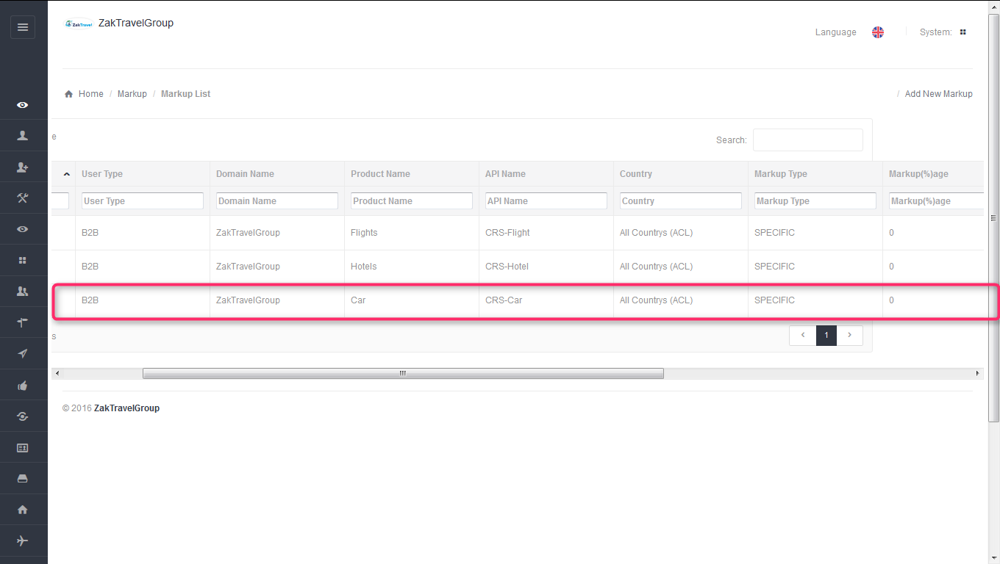 ZakTravel ZakTravelGroup
Language System:
Home / Markup / Markup List / Add New Markup
e Search:
User Type Domain Name Product Name API Name Country Markup Type Markup(%)age
User Type Domain Name Product Name API Name Country Markup Type Markup(%)age
B2B ZakTravelGroup Flights CRS-Flight All Countrys (ACL) SPECIFIC 0
B2B ZakTravelGroup Hotels CRS-Hotel All Countrys (ACL) SPECIFIC 0
B2B ZakTravelGroup Car CRS-Car All Countrys (ACL) SPECIFIC 0
s ‹ 1 ›
© 2016 ZakTravelGroup